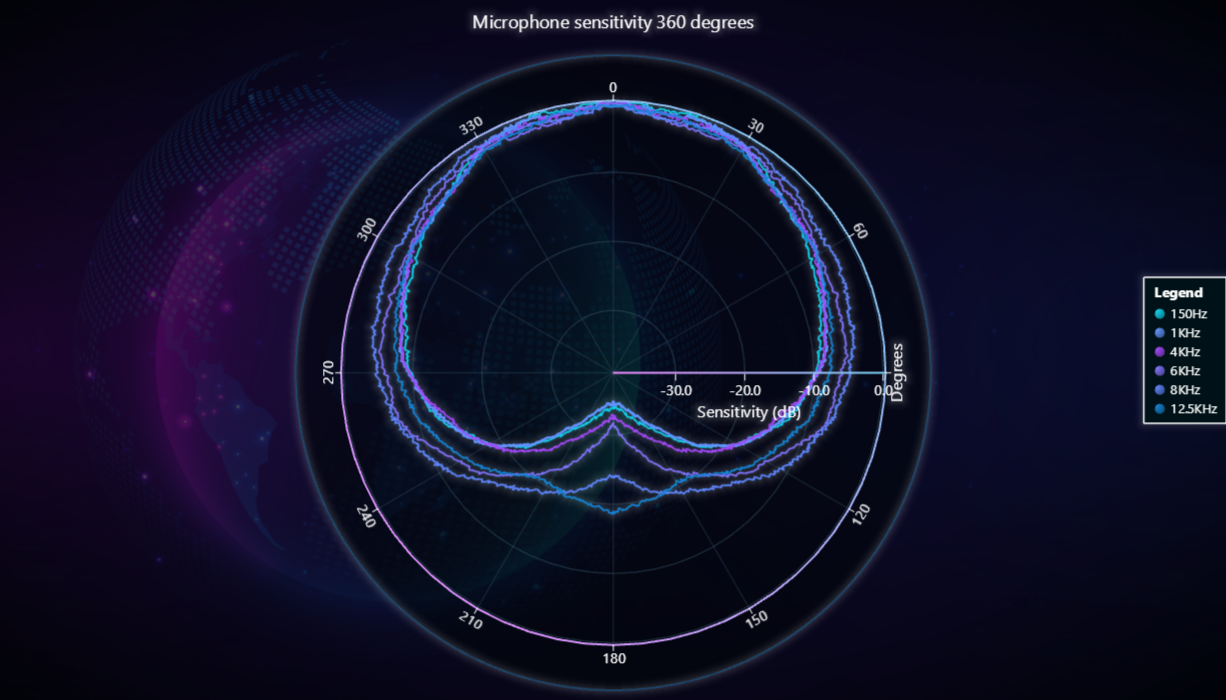 Microphone sensitivity 360 degrees
0
330
30
300
60
270
-30.0
-20.0
-10.0
0.0
Degrees
Sensitivity (dB)
240
120
210
150
180
Legend
150Hz
1KHz
4KHz
6KHz
8KHz
12.5KHz